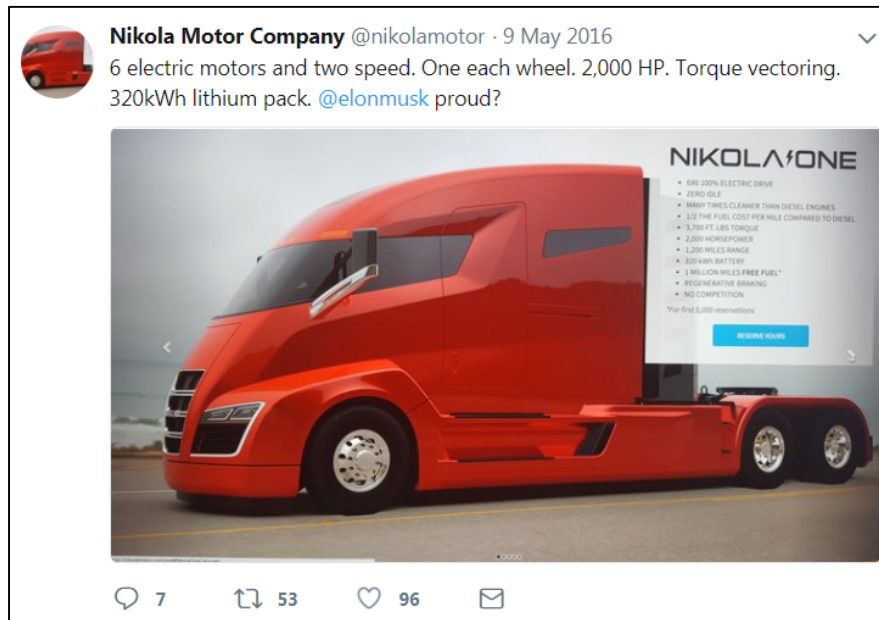 Nikola Motor Company @nikolamotor · 9 May 2016
6 electric motors and two speed. One each wheel. 2,000 HP. Torque vectoring.
320kWh lithium pack. @elonmusk proud?
NIKOLA ONE
• 6X6 100% ELECTRIC DRIVE
• ZERO IDLE
• MANY TIMES CLEANER THAN DIESEL ENGINES
• 1/2 THE FUEL COST PER MILE COMPARED TO DIESEL
• 3,700 FT. LBS TORQUE
• 2,000 HORSEPOWER
• 1,200 MILES RANGE
• 320 kWh BATTERY
• 1 MILLION MILES FREE FUEL*
• REGENERATIVE BRAKING
• NO COMPETITION
*For first 5,000 reservations
RESERVE YOURS
7 53 96